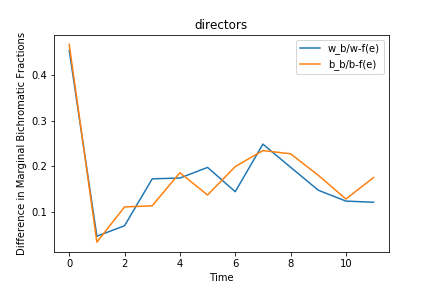 directors
w_b/w-f(e)
b_b/b-f(e)
Difference in Marginal Bichromatic Fractions
0.4
0.3
0.2
0.1
0
2
4
6
8
10
Time